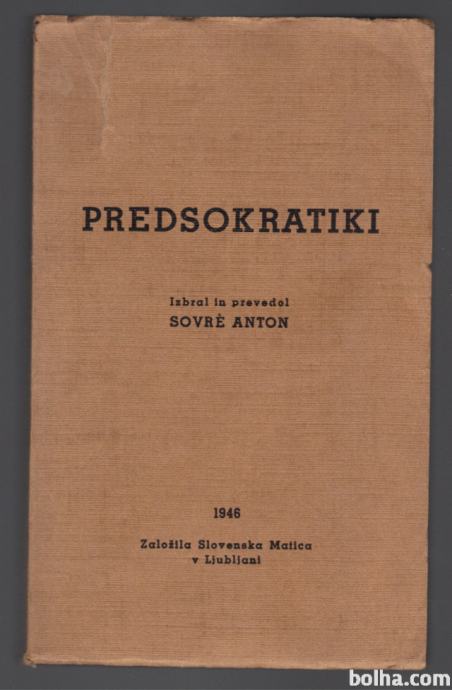 PREDSOKRATIKI
Izbral in prevedel
SOVRÈ ANTON
1946
Založila Slovenska Matica
v Ljubljani
bolha.com